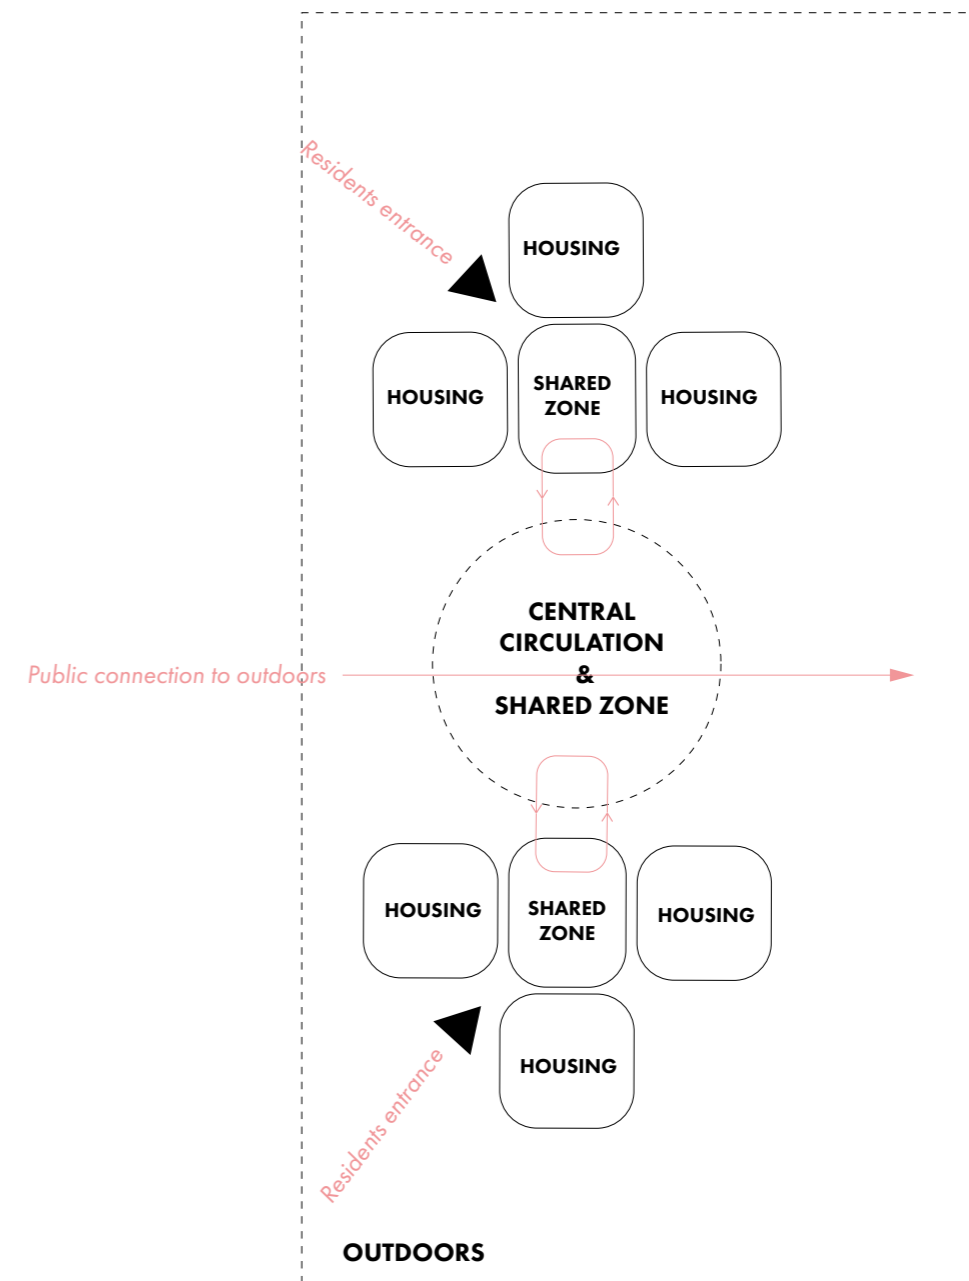 Residents entrance
HOUSING
HOUSING
SHARED
ZONE
HOUSING
CENTRAL
CIRCULATION
&
SHARED ZONE
Public connection to outdoors
HOUSING
SHARED
ZONE
HOUSING
HOUSING
Residents entrance
OUTDOORS